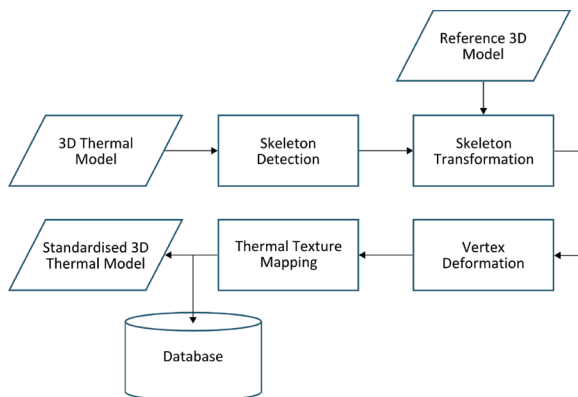 Reference 3D
Model
3D Thermal
Model
Skeleton
Detection
Skeleton
Transformation
Standardised 3D
Thermal Model
Thermal Texture
Mapping
Vertex
Deformation
Database